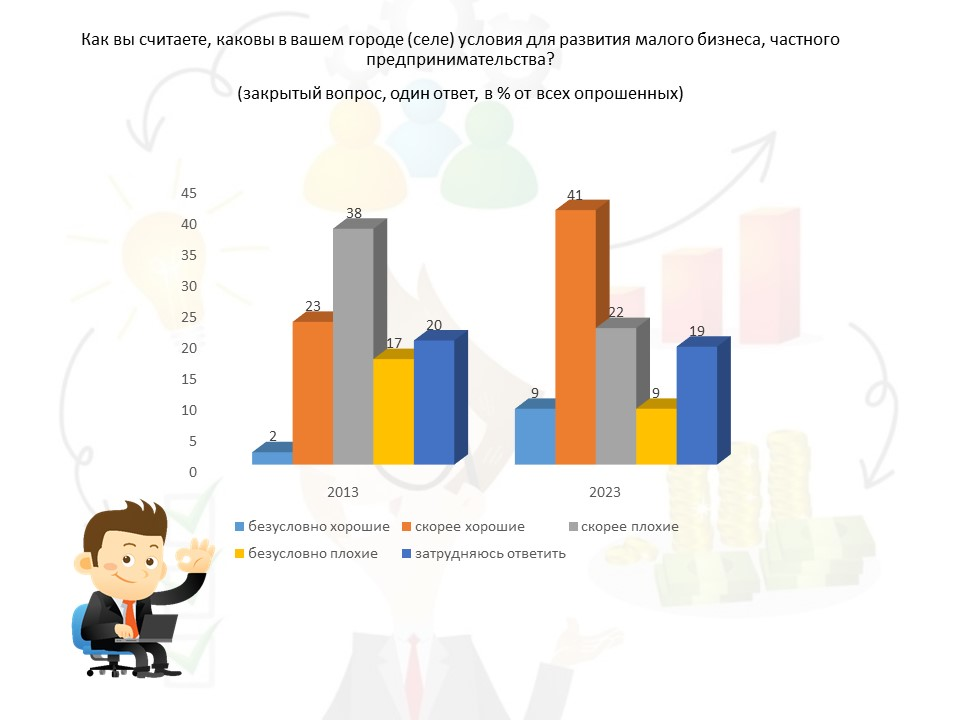 Как вы считаете, каковы в вашем городе (селе) условия для развития малого бизнеса, частного
предпринимательства?
(закрытый вопрос, один ответ, в % от всех опрошенных)
45
40
35
30
25
20
15
10
5
0
2
23
38
17
20
9
41
22
9
19
2013
2023
безусловно хорошие
скорее хорошие
скорее плохие
безусловно плохие
затрудняюсь ответить